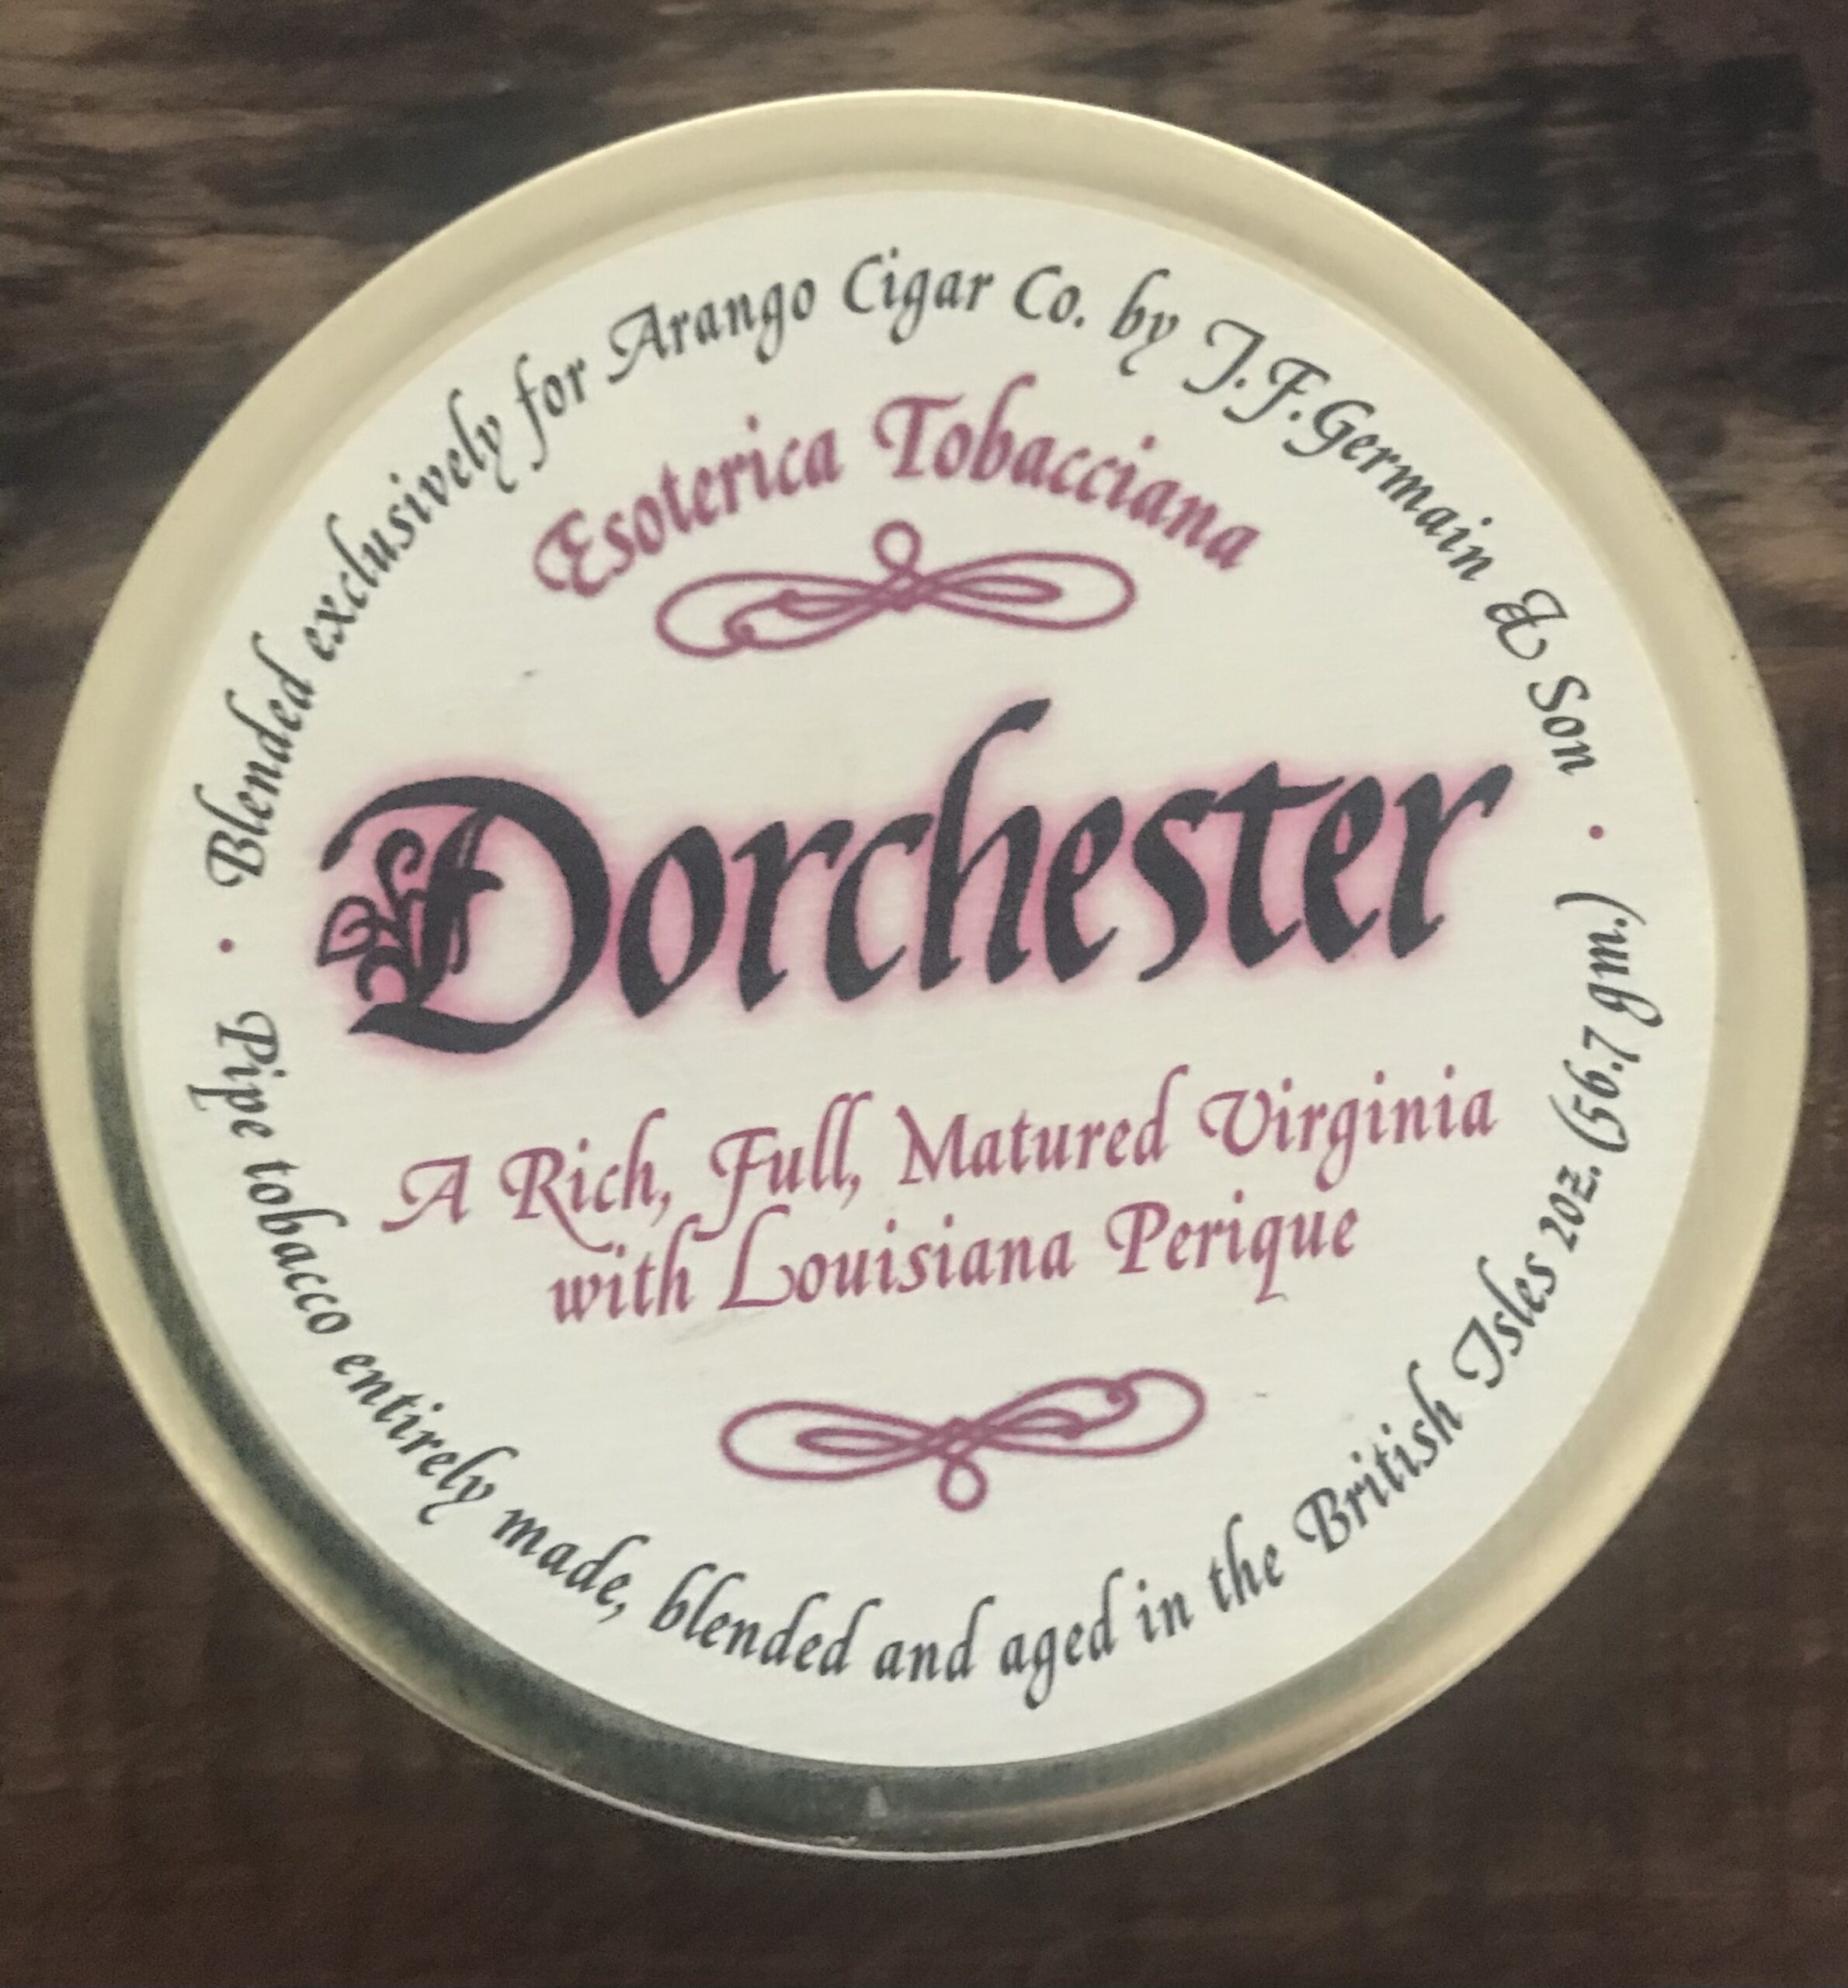 Blended exclusively for Arango Cigar Co. by J.F.Germain & Son
Esoterica Tobacciana
Dorchester
A Rich, Full, Matured Virginia
with Louisiana Perique
Pipe tobacco entirely made, blended and aged in the British Isles 2oz. (56.7 gm.)